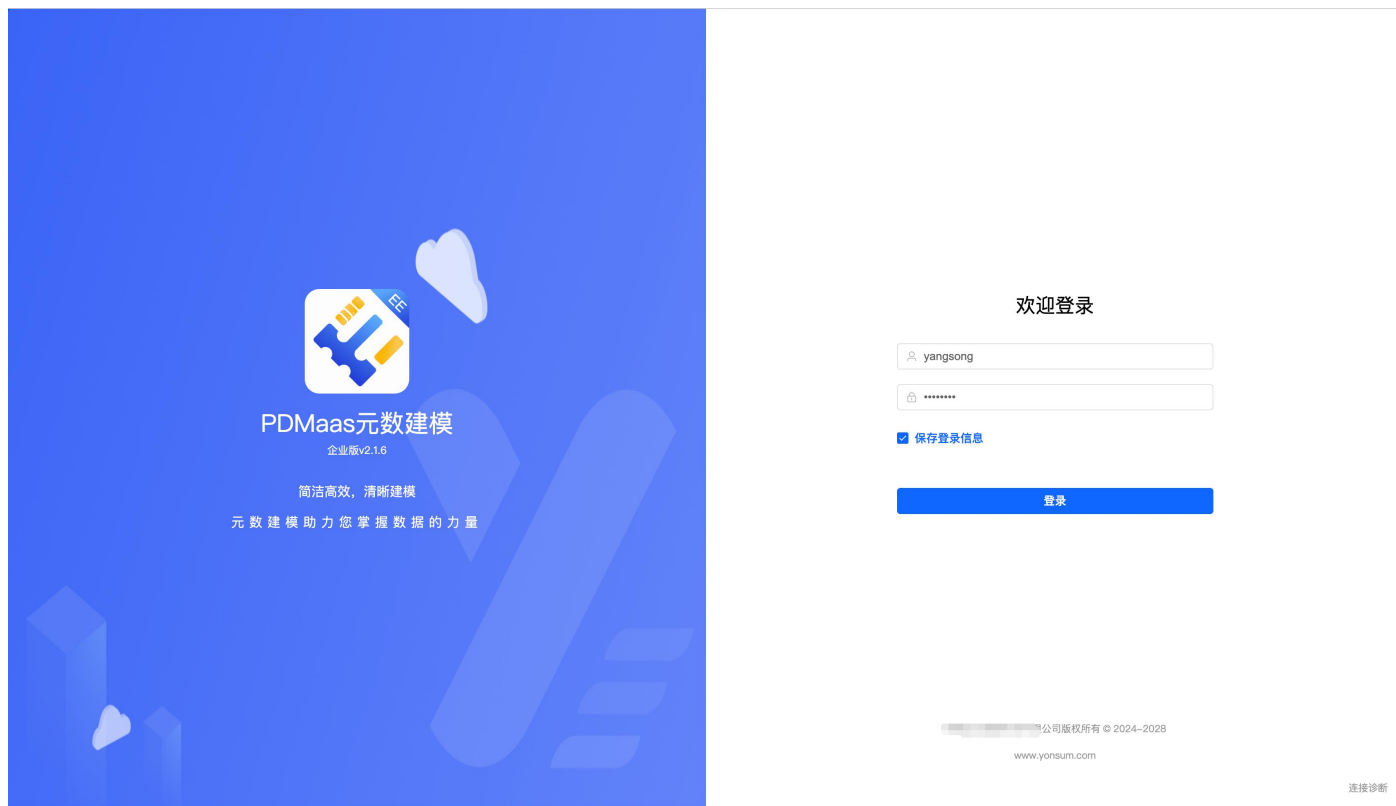 EE
PDMaas元数建模
企业版v2.1.6
简洁高效，清晰建模
元数建模助力您掌握数据的力量
欢迎登录
yangsong
••••••••
保存登录信息
登录
公司版权所有 © 2024-2028
www.yonsum.com
连接诊断